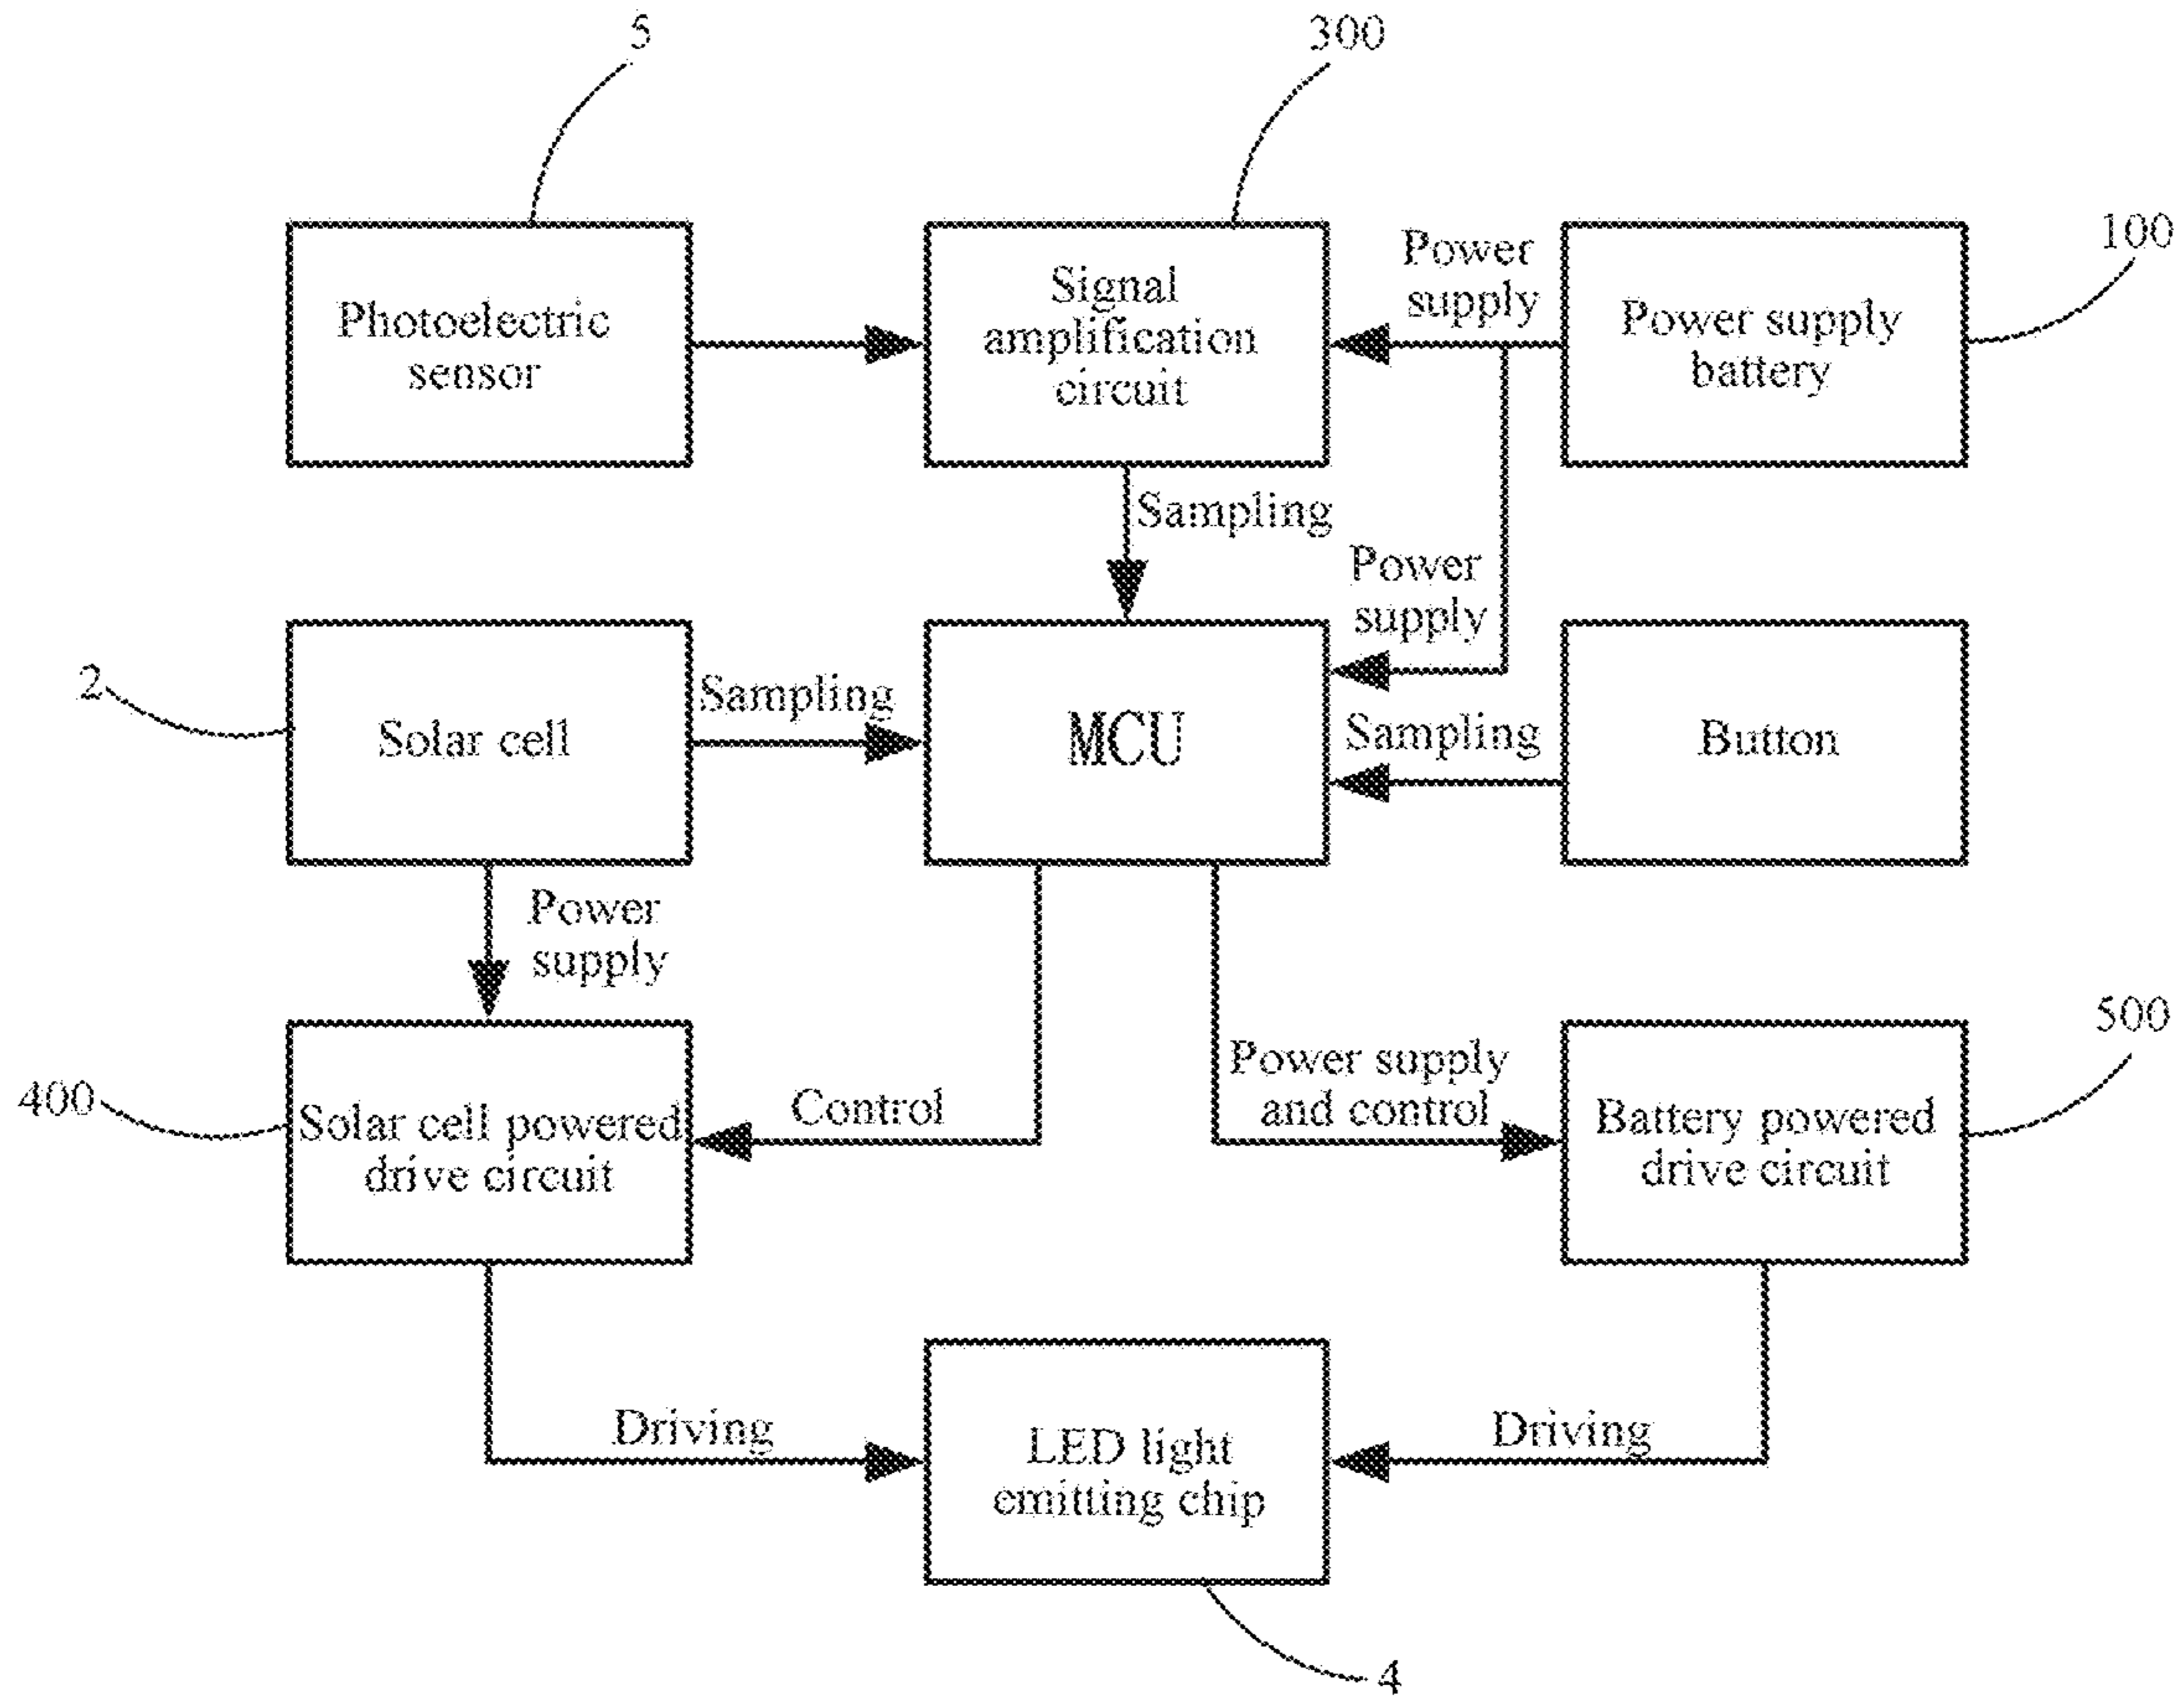 5
300
Photoelectric
sensor
Signal
amplification
circuit
Power
supply
Power supply
battery
100
Sampling
Power
supply
2
Solar cell
Sampling
MCU
Sampling
Button
Power
supply
400
Solar cell powered
drive circuit
Control
Power supply
and control
Battery powered
drive circuit
500
Driving
LED light
emitting chip
Driving
4